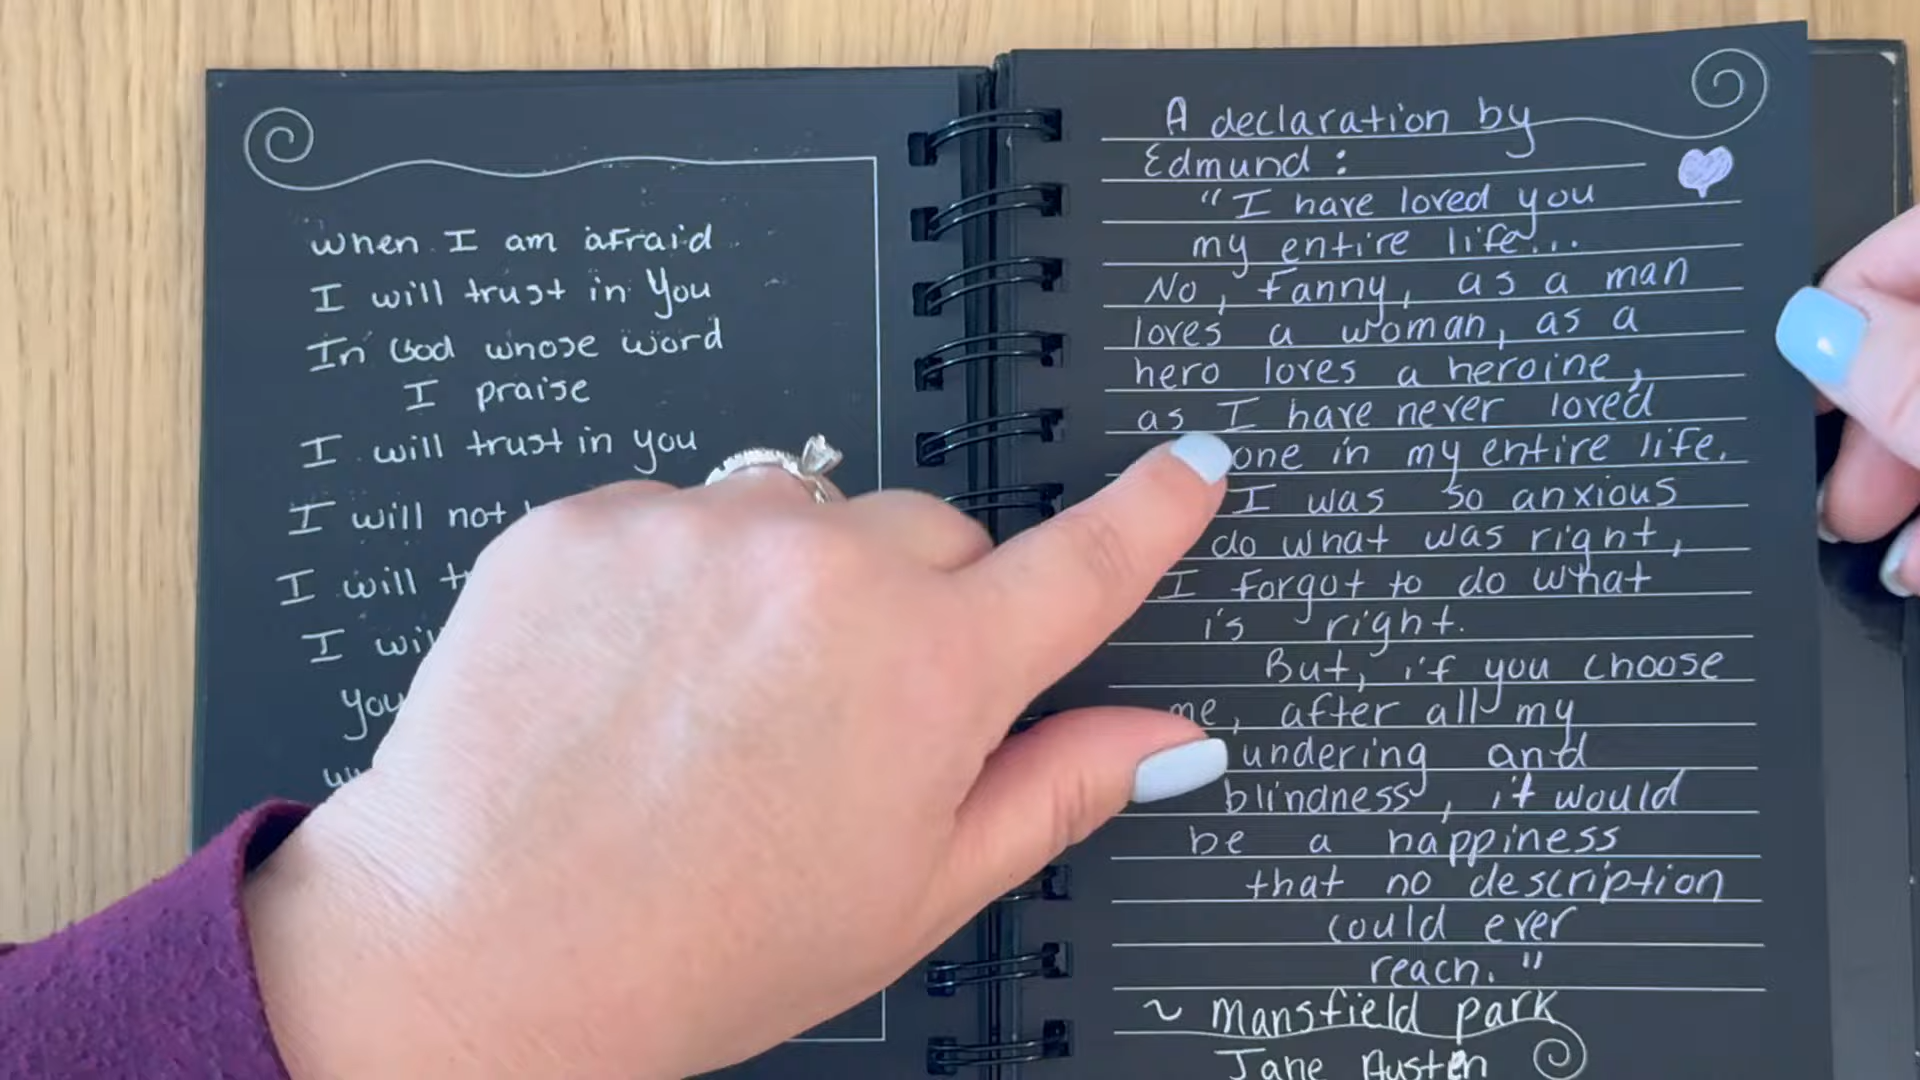 when I am afraid
I will trust in You
In God whose word
I praise
I will trust in you
I will not
I will
I
you
A declaration by
Edmund :
"I have loved you
my entire life...
No, Fanny, as a man
loves a woman, as a
hero loves a heroine,
as I have never loved
one in my entire life.
I was so anxious
do what was right,
I forgot to do what
is right.
But, if you choose
me, after all my
undering and
blindness, it would
be a happiness
that no description
could ever
reach."
~ Mansfield park
Jane Austen